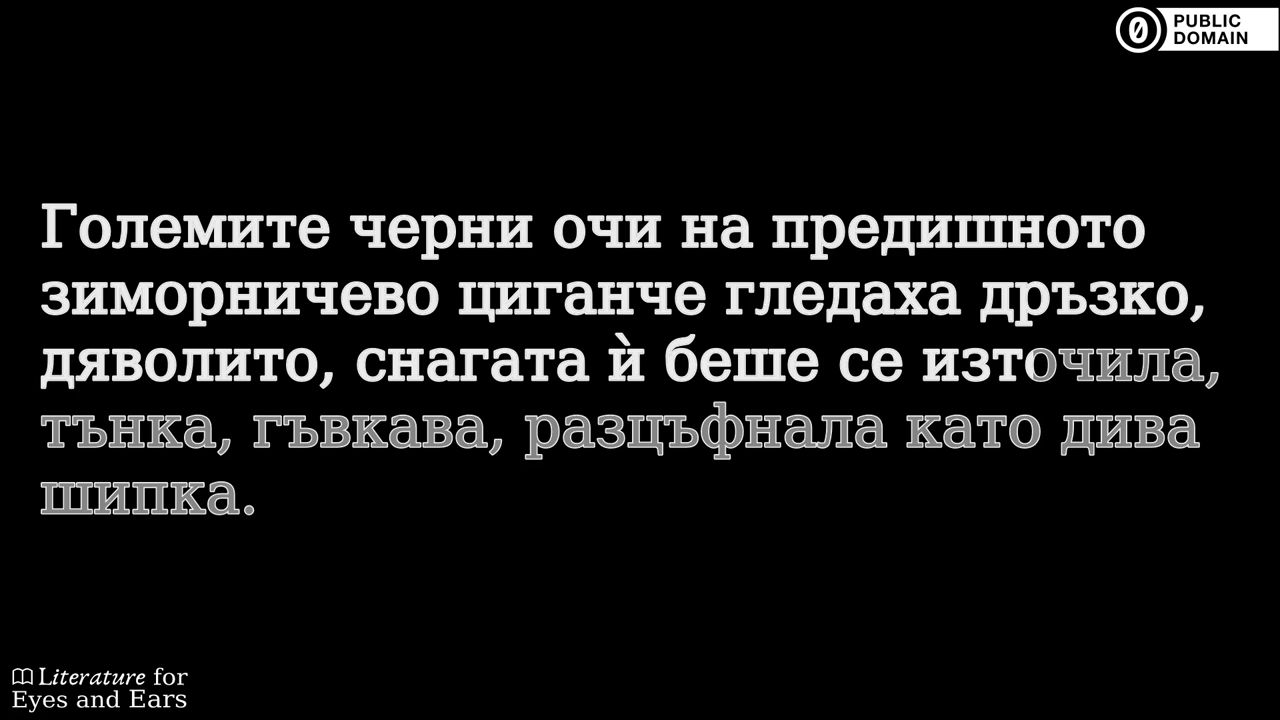 PUBLIC
DOMAIN
Големите черни очи на предишното
зиморничево циганче гледаха дръзко,
дяволито, снагата ѝ беше се източила,
тънка, гъвкава, разцъфнала като дива
шипка.
Literature for
Eyes and Ears